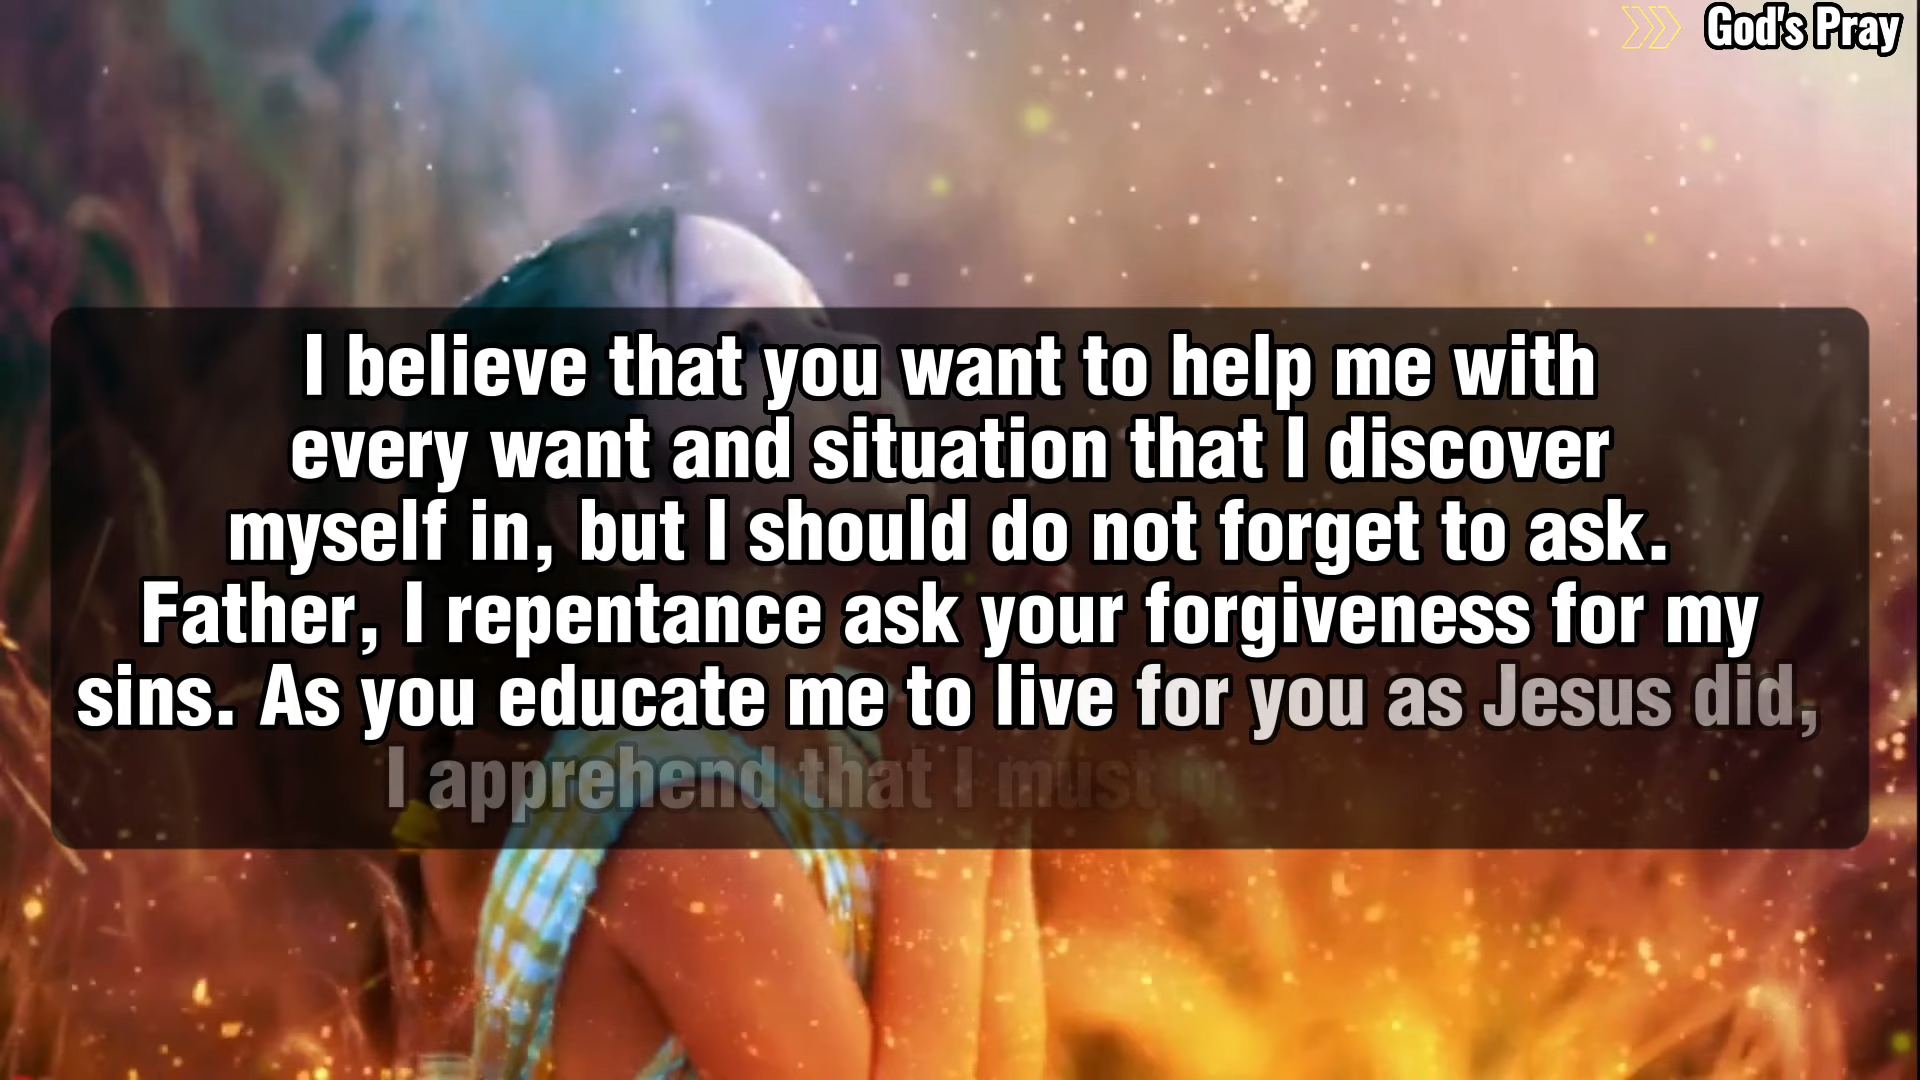 God's Pray
I believe that you want to help me with
every want and situation that I discover
myself in, but I should do not forget to ask.
Father, I repentance ask your forgiveness for my
sins. As you educate me to live for you as Jesus did,
I apprehend that I must